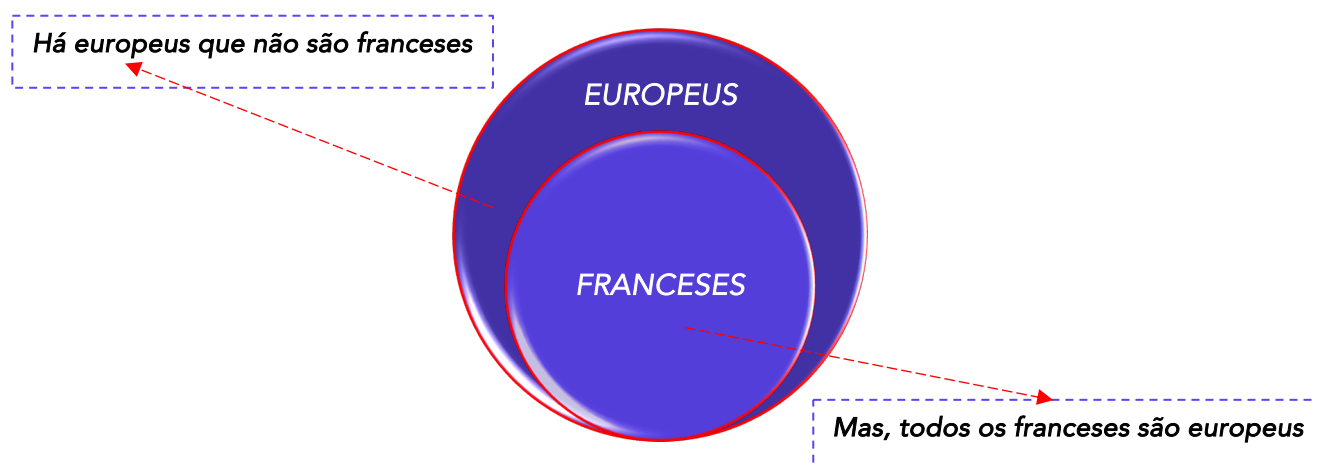 Há europeus que não são franceses
EUROPEUS
FRANCESES
Mas, todos os franceses são europeus